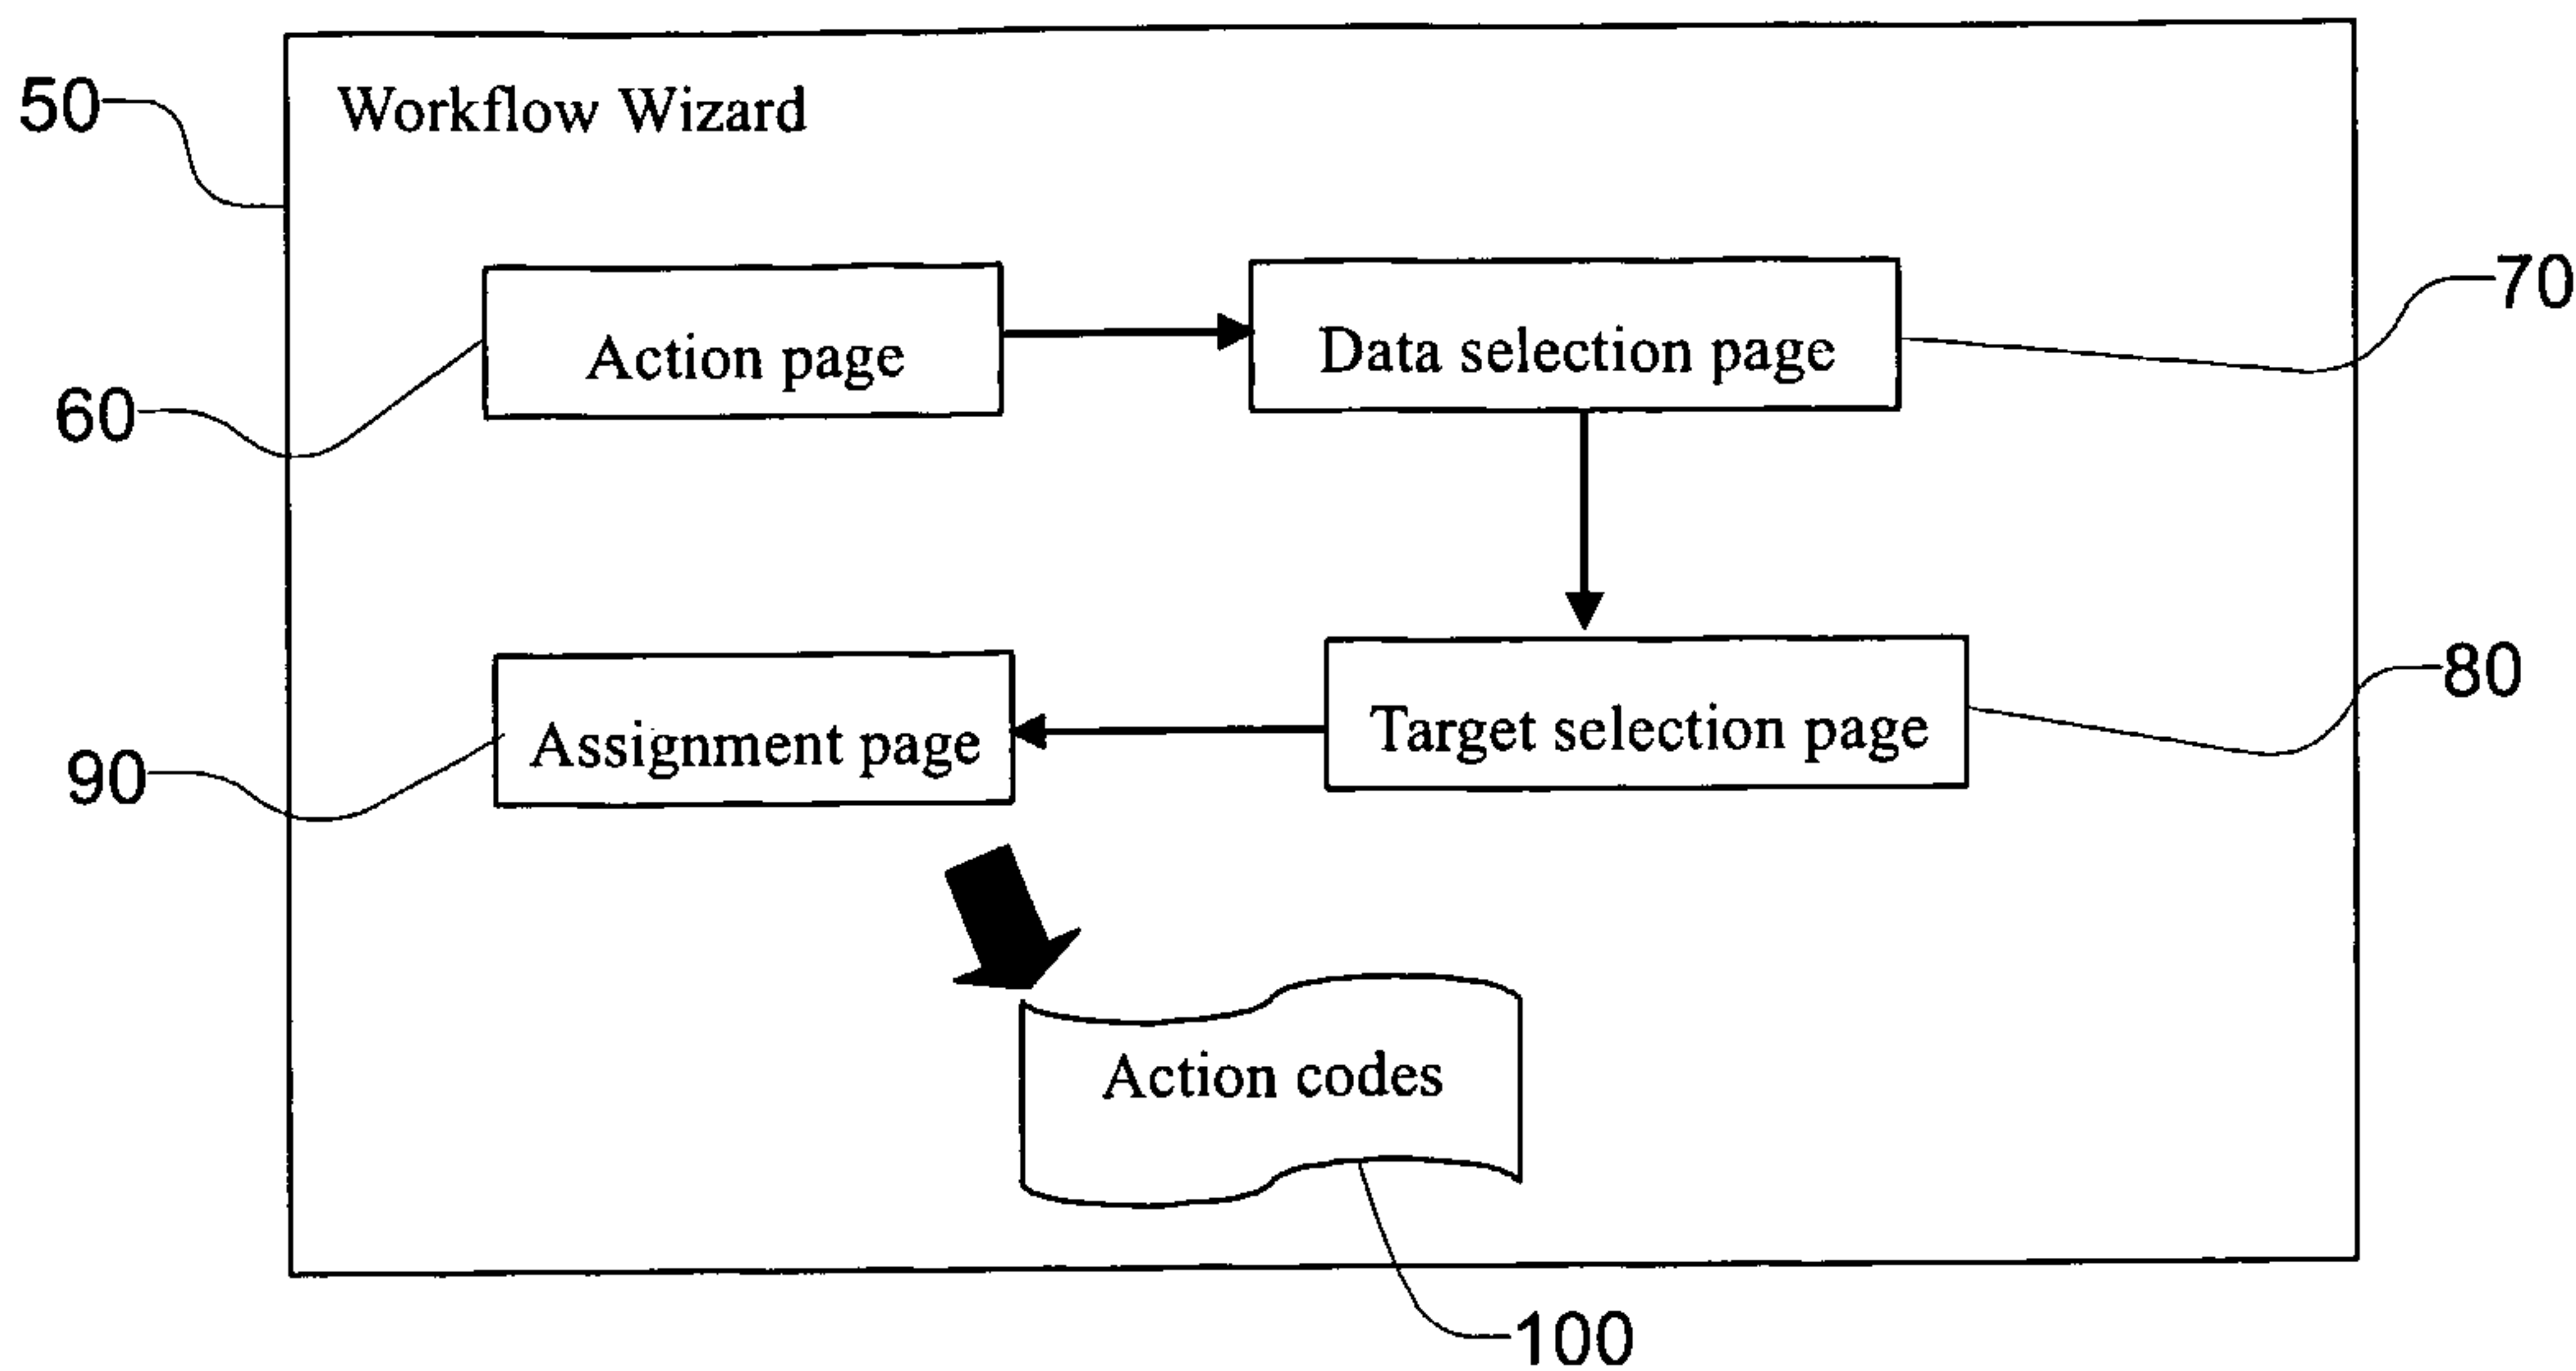 50
Workflow Wizard
70
Action page
Data selection page
60
80
Assignment page
Target selection page
90
Action codes
100